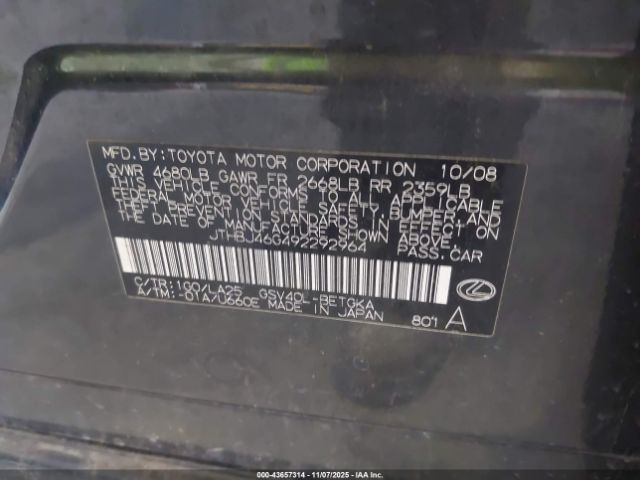 MFD.BY:TOYOTA MOTOR CORPORATION 10/08
GVWR 4680LB GAWR FR 2668LB RR 2359LB
THIS VEHICLE CONFORMS TO ALL APPLICABLE
FEDERAL MOTOR VEHICLE SAFETY,BUMPER,AND
THEFT PREVENTION STANDARDS IN EFFECT ON
THE DATE OF MANUFACTURE SHOWN ABOVE.
JTHBJ46G492292964 PASS.CAR
C/TR:1G0/LA25 GSV40L-BETGKA
A/TM:-01A/U660E MADE IN JAPAN 801 A
000-43657314 - 11/07/2025 - IAA Inc.